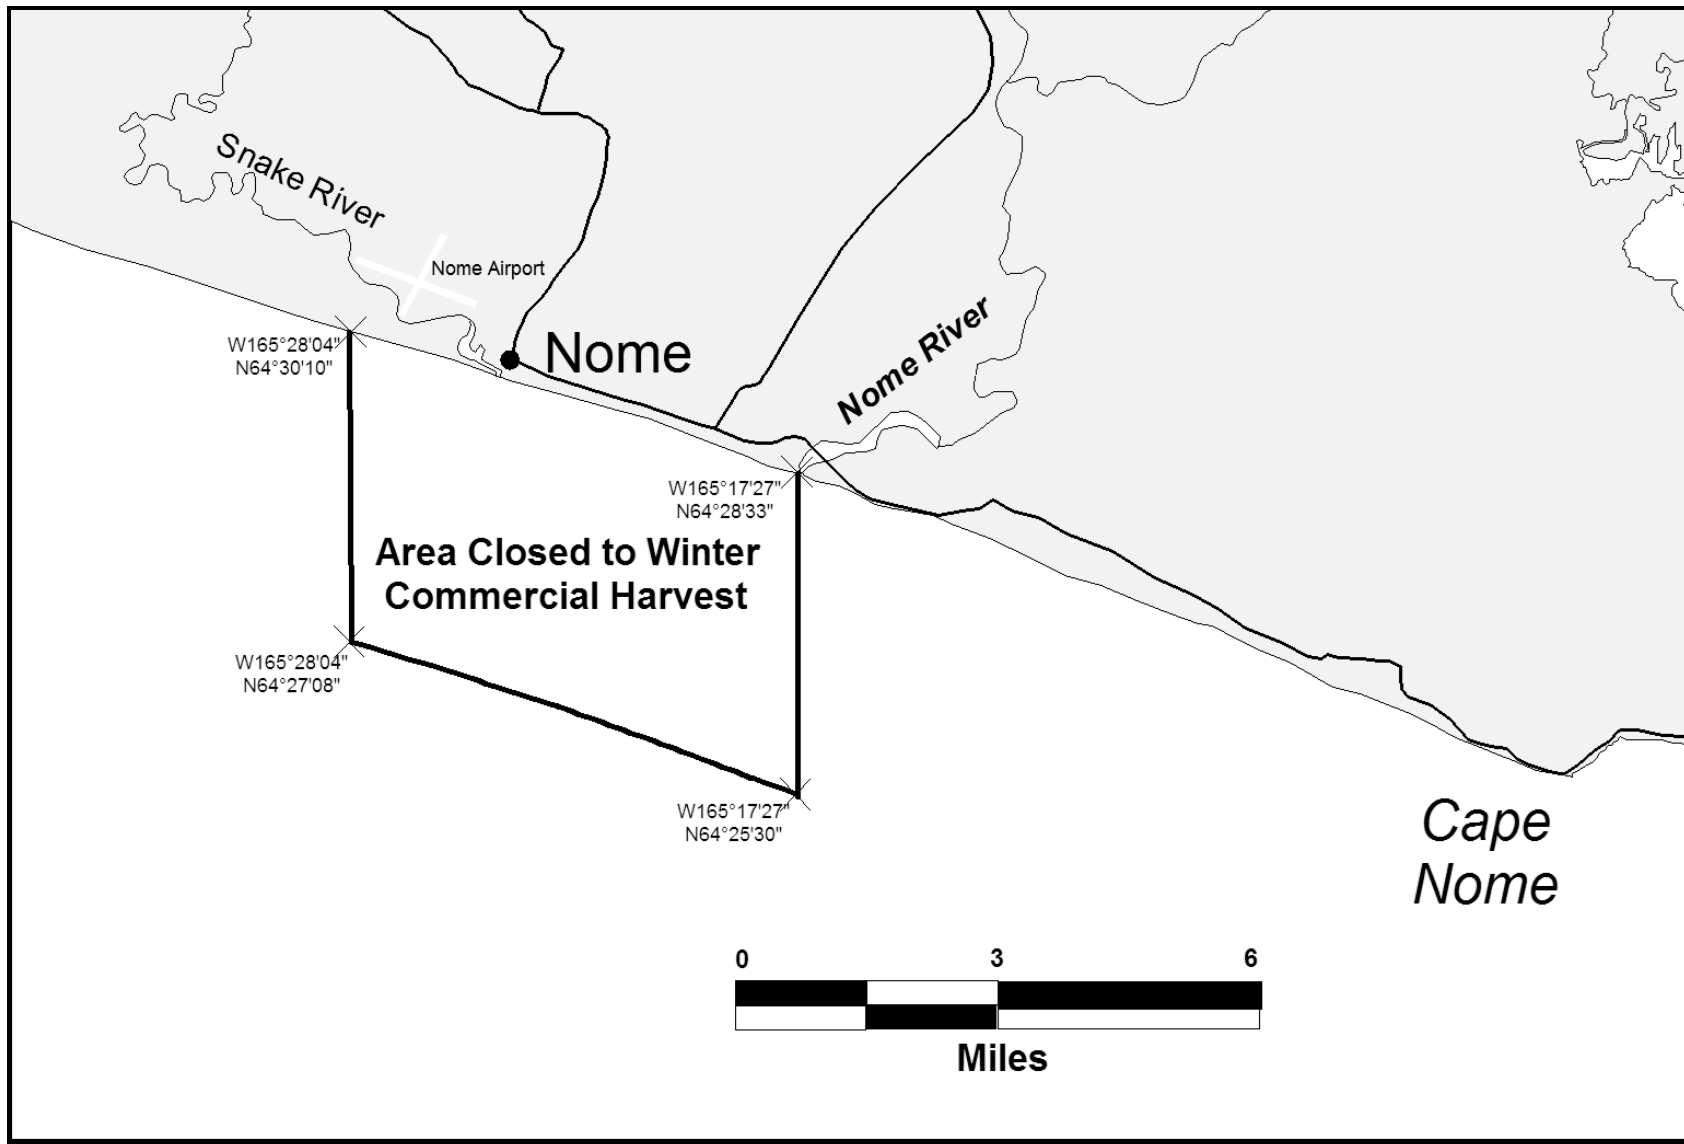 Snake River
Nome Airport
Nome
W165°28'04"
N64°30'10"
Nome River
W165°17'27"
N64°28'33"
Area Closed to Winter
Commercial Harvest
W165°28'04"
N64°27'08"
W165°17'27"
N64°25'30"
Cape
Nome
0 3 6
Miles